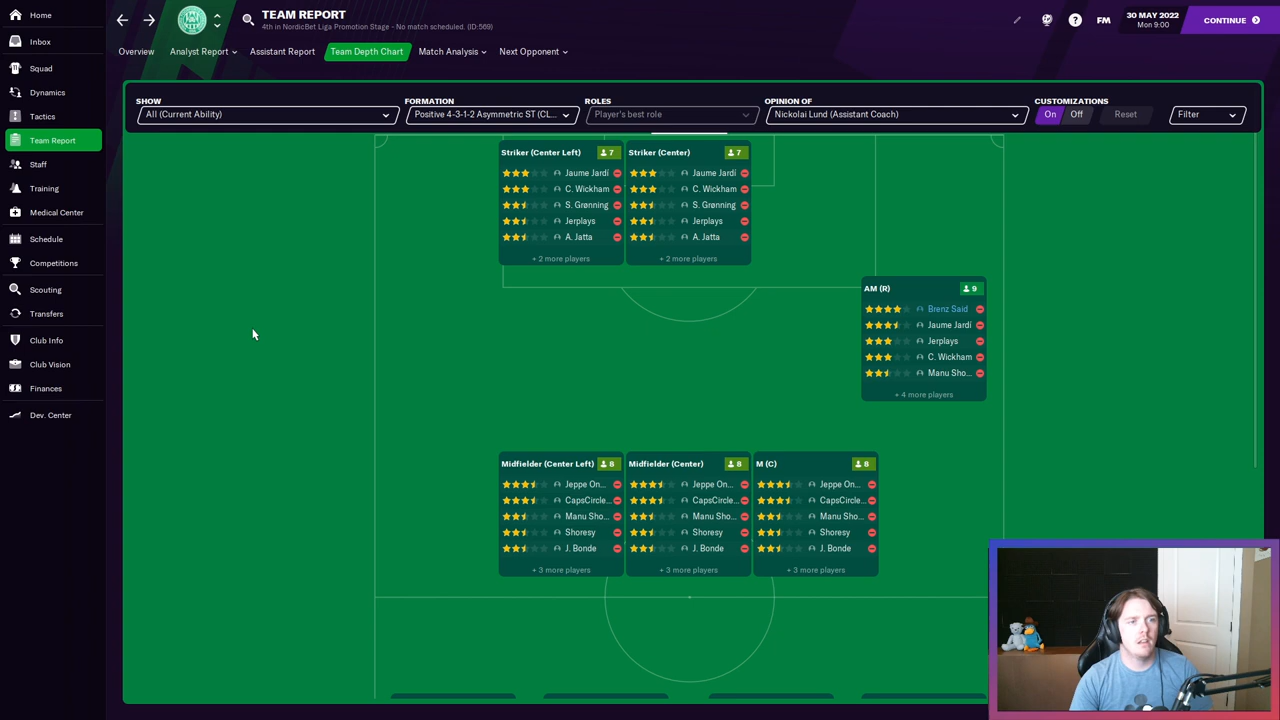 TEAM REPORT
4th in NordicBet Liga Promotion Stage - No match scheduled. (ID:569)
FM
30 MAY 2022
Mon 9:00
CONTINUE
Home
Inbox
Squad
Dynamics
Tactics
Team Report
Staff
Training
Medical Center
Schedule
Competitions
Scouting
Transfers
Club Info
Club Vision
Finances
Dev. Center
Overview
Analyst Report
Assistant Report
Team Depth Chart
Match Analysis
Next Opponent
SHOW
All (Current Ability)
FORMATION
Positive 4-3-1-2 Asymmetric ST (CL...
ROLES
Player's best role
OPINION OF
Nickolai Lund (Assistant Coach)
CUSTOMIZATIONS
On
Off
Reset
Filter
Striker (Center Left) 7
Jaume Jardí
C. Wickham
S. Grønning
Jerplays
A. Jatta
+ 2 more players
Striker (Center) 7
Jaume Jardí
C. Wickham
S. Grønning
Jerplays
A. Jatta
+ 2 more players
AM (R) 9
Brenz Said
Jaume Jardí
Jerplays
C. Wickham
Manu Sho...
+ 4 more players
Midfielder (Center Left) 8
Jeppe On...
CapsCircle...
Manu Sho...
Shoresy
J. Bonde
+ 3 more players
Midfielder (Center) 8
Jeppe On...
CapsCircle...
Manu Sho...
Shoresy
J. Bonde
+ 3 more players
M (C) 8
Jeppe On...
CapsCircle...
Manu Sho...
Shoresy
J. Bonde
+ 3 more players